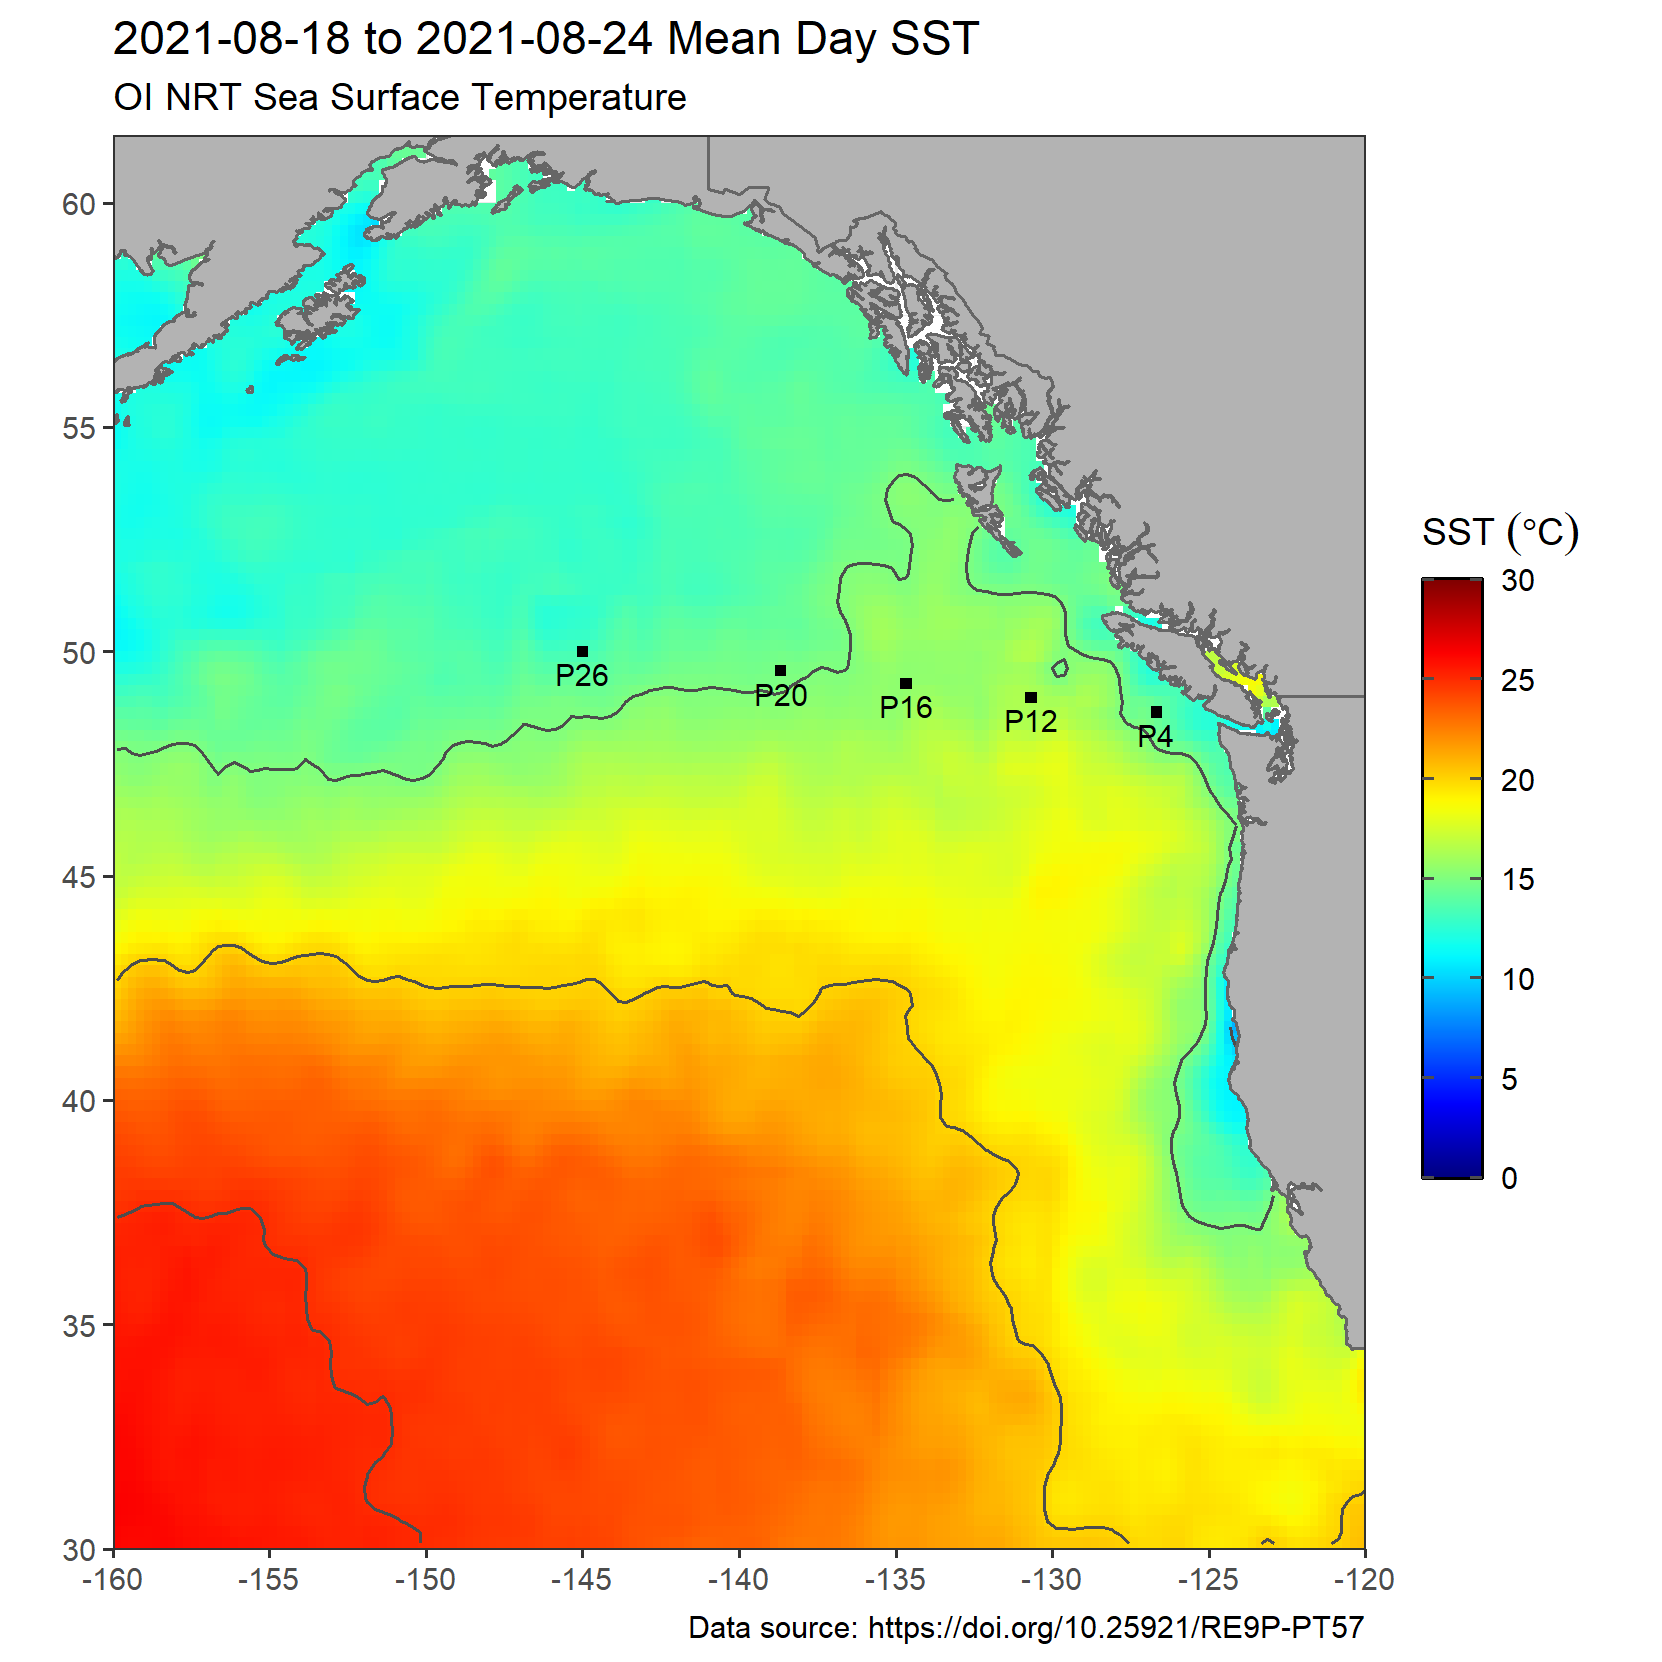 2021-08-18 to 2021-08-24 Mean Day SST
OI NRT Sea Surface Temperature
60
55
50
45
40
35
30
P26
P20
P16
P12
P4
-160
-155
-150
-145
-140
-135
-130
-125
-120
SST (°C)
30
25
20
15
10
5
0
Data source: https://doi.org/10.25921/RE9P-PT57